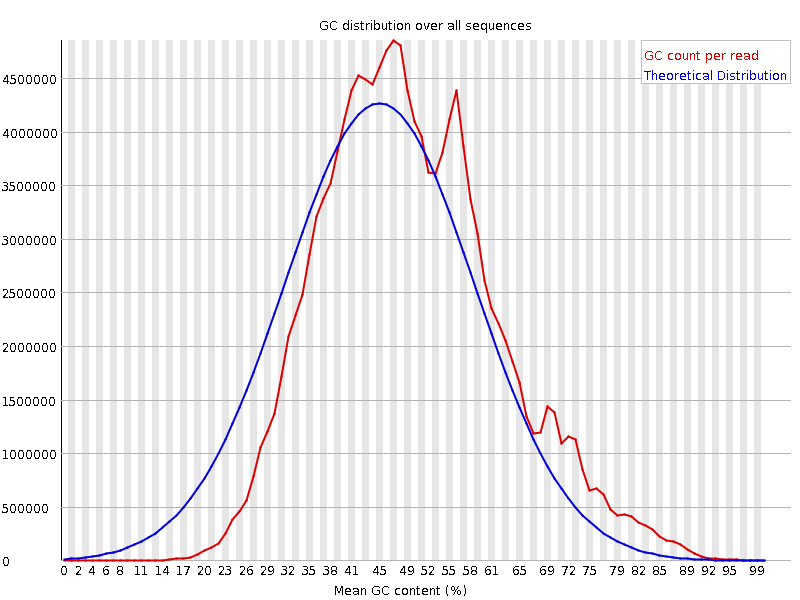 GC distribution over all sequences
GC count per read
Theoretical Distribution
4500000
4000000
3500000
3000000
2500000
2000000
1500000
1000000
500000
0
0 2 4 6 8 11 14 17 20 23 26 29 32 35 38 41 45 49 52 55 58 61 65 69 72 75 79 82 85 89 92 95 99
Mean GC content (%)